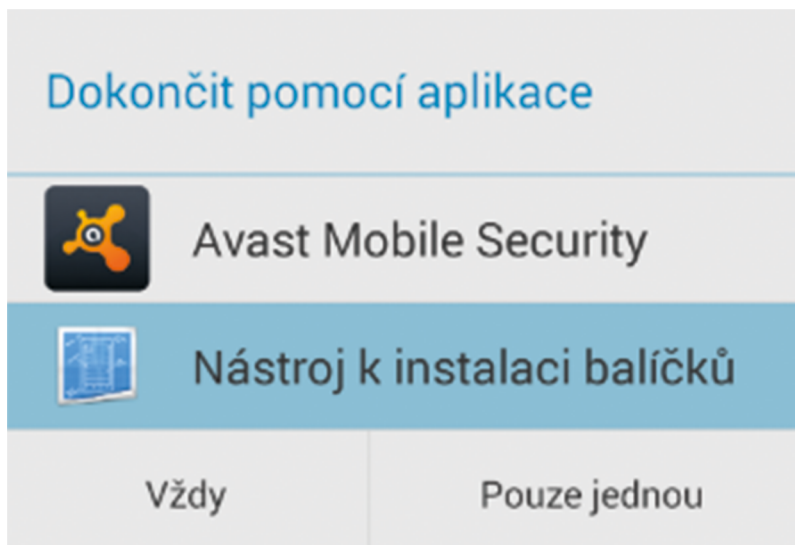 Dokončit pomocí aplikace
Avast Mobile Security
Nástroj k instalaci balíčků
Vždy
Pouze jednou